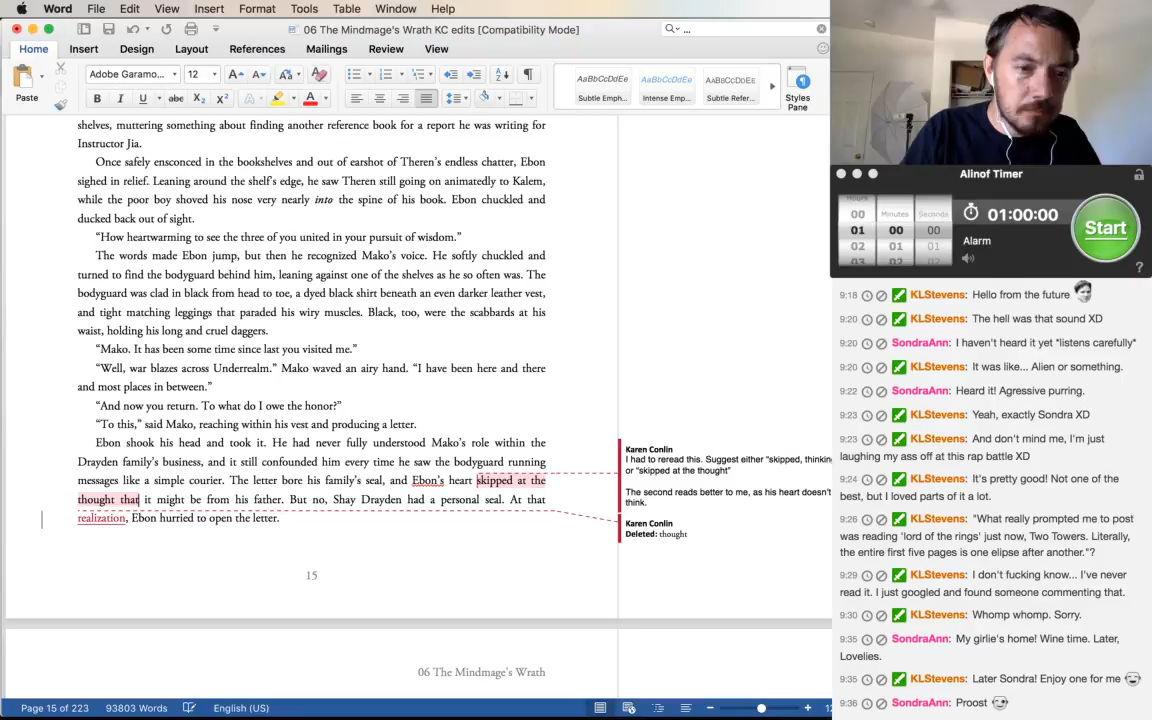 Word File Edit View Insert Format Tools Table Window Help
06 The Mindmage's Wrath KC edits [Compatibility Mode]
...
Home Insert Design Layout References Mailings Review View
Paste
Adobe Garamo... 12
AaBbCcDdEe AaBbCcDdEe AaBbCcDdEe
Subtle Emph... Intense Emp... Subtle Refer... Styles Pane
shelves, muttering something about finding another reference book for a report he was writing for
Instructor Jia.
Once safely ensconced in the bookshelves and out of earshot of Theren's endless chatter, Ebon
sighed in relief. Leaning around the shelf's edge, he saw Theren still going on animatedly to Kalem,
while the poor boy shoved his nose very nearly into the spine of his book. Ebon chuckled and
ducked back out of sight.
“How heartwarming to see the three of you united in your pursuit of wisdom.”
The words made Ebon jump, but then he recognized Mako's voice. He softly chuckled and
turned to find the bodyguard behind him, leaning against one of the shelves as he so often was. The
bodyguard was clad in black from head to toe, a dyed black shirt beneath an even darker leather vest,
and tight matching leggings that paraded his wiry muscles. Black, too, were the scabbards at his
waist, holding his long and cruel daggers.
“Mako. It has been some time since last you visited me.”
“Well, war blazes across Underrealm.” Mako waved an airy hand. “I have been here and there
and most places in between.”
“And now you return. To what do I owe the honor?”
“To this,” said Mako, reaching within his vest and producing a letter.
Ebon shook his head and took it. He had never fully understood Mako's role within the
Drayden family's business, and it still confounded him every time he saw the bodyguard running
messages like a simple courier. The letter bore his family's seal, and Ebon's heart skipped at the
thought that it might be from his father. But no, Shay Drayden had a personal seal. At that
realization, Ebon hurried to open the letter.
15
06 The Mindmage's Wrath
Karen Conlin
I had to reread this. Suggest either “skipped, thinking
or “skipped at the thought”
The second reads better to me, as his heart doesn't
think.
Karen Conlin
Deleted: thought
Page 15 of 223 93803 Words English (US)
Alinof Timer
Hours Minutes Seconds
00 00 00
01 00 00
02 01 01
03 02
01:00:00
Alarm
Start
?
9:18 KLStevens: Hello from the future
9:20 KLStevens: The hell was that sound XD
9:20 SondraAnn: I haven't heard it yet *listens carefully*
9:20 KLStevens: It was like... Alien or something.
9:22 SondraAnn: Heard it! Agressive purring.
9:23 KLStevens: Yeah, exactly Sondra XD
9:23 KLStevens: And don't mind me, I'm just
laughing my ass off at this rap battle XD
9:24 KLStevens: It's pretty good! Not one of the
best, but I loved parts of it a lot.
9:26 KLStevens: "What really prompted me to post
was reading 'lord of the rings' just now, Two Towers. Literally,
the entire first five pages is one elipse after another."?
9:29 KLStevens: I don't fucking know... I've never
read it. I just googled and found someone commenting that.
9:30 KLStevens: Whomp whomp. Sorry.
9:35 SondraAnn: My girlie's home! Wine time. Later,
Lovelies.
9:35 KLStevens: Later Sondra! Enjoy one for me
9:36 SondraAnn: Proost